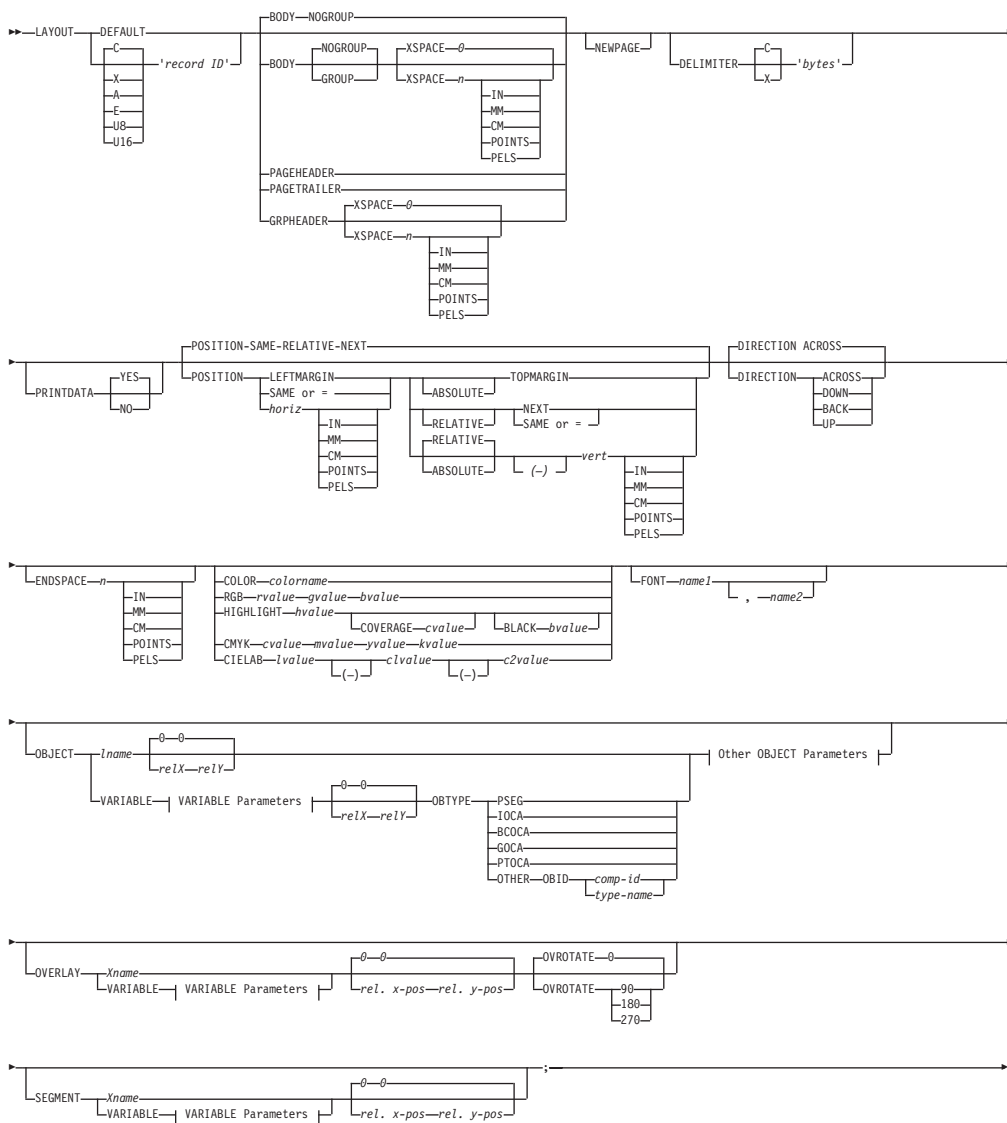 BODY NOGROUP
LAYOUT DEFAULT BODY NOGROUP XSPACE 0 NEWPAGE DELIMITER C 'bytes'
C 'record ID' GROUP XSPACE n X
X IN
A MM
E CM
U8 POINTS
U16 PELS
PAGEHEADER
PAGETRAILER
GRPHEADER XSPACE 0
XSPACE n
IN
MM
CM
POINTS
PELS
POSITION-SAME-RELATIVE-NEXT DIRECTION ACROSS
PRINTDATA YES POSITION LEFTMARGIN TOPMARGIN DIRECTION ACROSS
NO SAME or = ABSOLUTE DOWN
horiz NEXT BACK
IN RELATIVE SAME or = UP
MM RELATIVE
CM ABSOLUTE (–) vert
POINTS IN
PELS MM
CM
POINTS
PELS
ENDSPACE n COLOR colorname FONT name1
IN RGB rvalue gvalue bvalue , name2
MM HIGHLIGHT hvalue
CM COVERAGE cvalue BLACK bvalue
POINTS CMYK cvalue mvalue yvalue kvalue
PELS CIELAB lvalue c1value c2value
(–) (–)
OBJECT lname 0 0 Other OBJECT Parameters
relX relY
VARIABLE VARIABLE Parameters 0 0 OBTYPE PSEG
relX relY IOCA
BCOCA
GOCA
PTOCA
OTHER OBID comp-id
type-name
OVERLAY Xname 0 0 OVROTATE 0
VARIABLE VARIABLE Parameters rel. x-pos rel. y-pos OVROTATE 90
180
270
;
SEGMENT Xname 0 0
VARIABLE VARIABLE Parameters rel. x-pos rel. y-pos